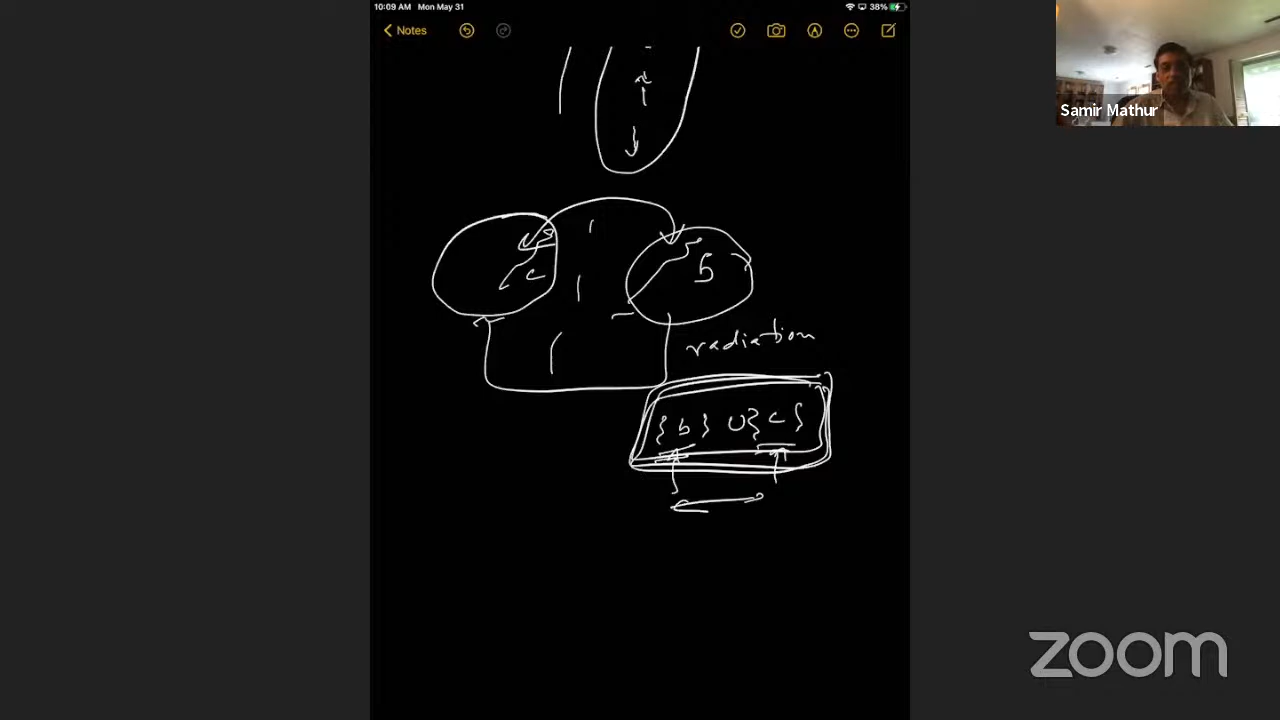 10:09 AM Mon May 31
38%
Notes
Samir Mathur
c
b
radiation
{b} U {c}
zoom